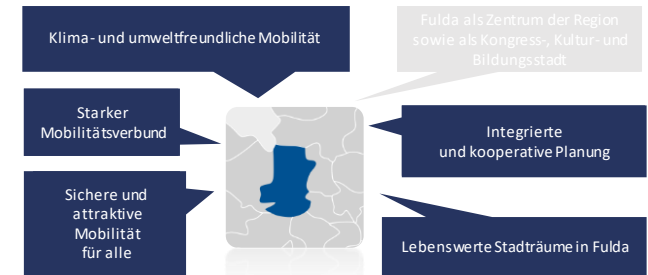 Klima- und umweltfreundliche Mobilität
Fulda als Zentrum der Region
sowie als Kongress-, Kultur- und
Bildungsstadt
Starker
Mobilitätsverbund
Integrierte
und kooperative Planung
Sichere und
attraktive
Mobilität
für alle
Lebenswerte Stadträume in Fulda